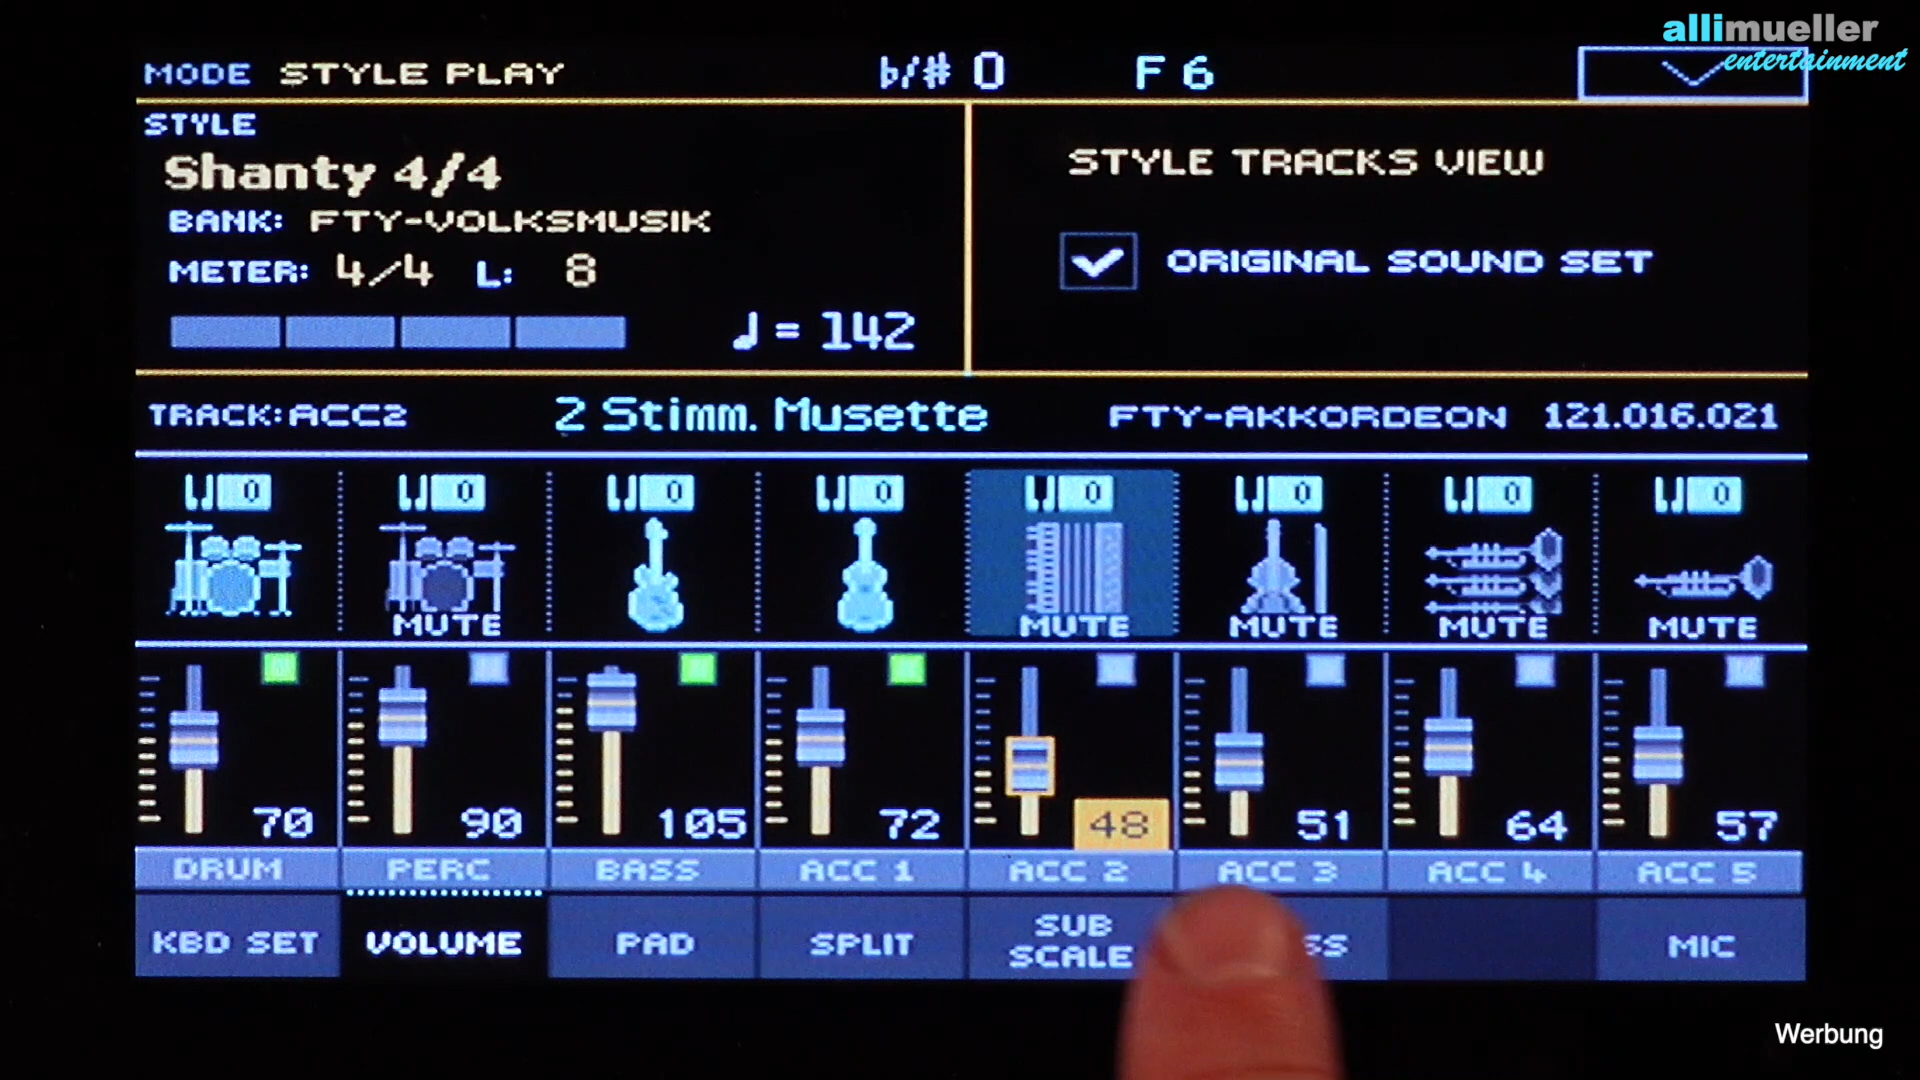 allimueller
entertainment
MODE STYLE PLAY
♭/# 0
F 6
STYLE
Shanty 4/4
BANK: FTY-VOLKSMUSIK
METER: 4/4 L: 8
♩ = 142
STYLE TRACKS VIEW
ORIGINAL SOUND SET
TRACK:ACC2 2 Stimm. Musette FTY-AKKORDEON 121.016.021
0 0 0 0 0 0 0 0
MUTE MUTE MUTE MUTE MUTE
70 90 105 72 48 51 64 57
DRUM PERC BASS ACC 1 ACC 2 ACC 3 ACC 4 ACC 5
KBD SET VOLUME PAD SPLIT SUB SCALE MIC
Werbung